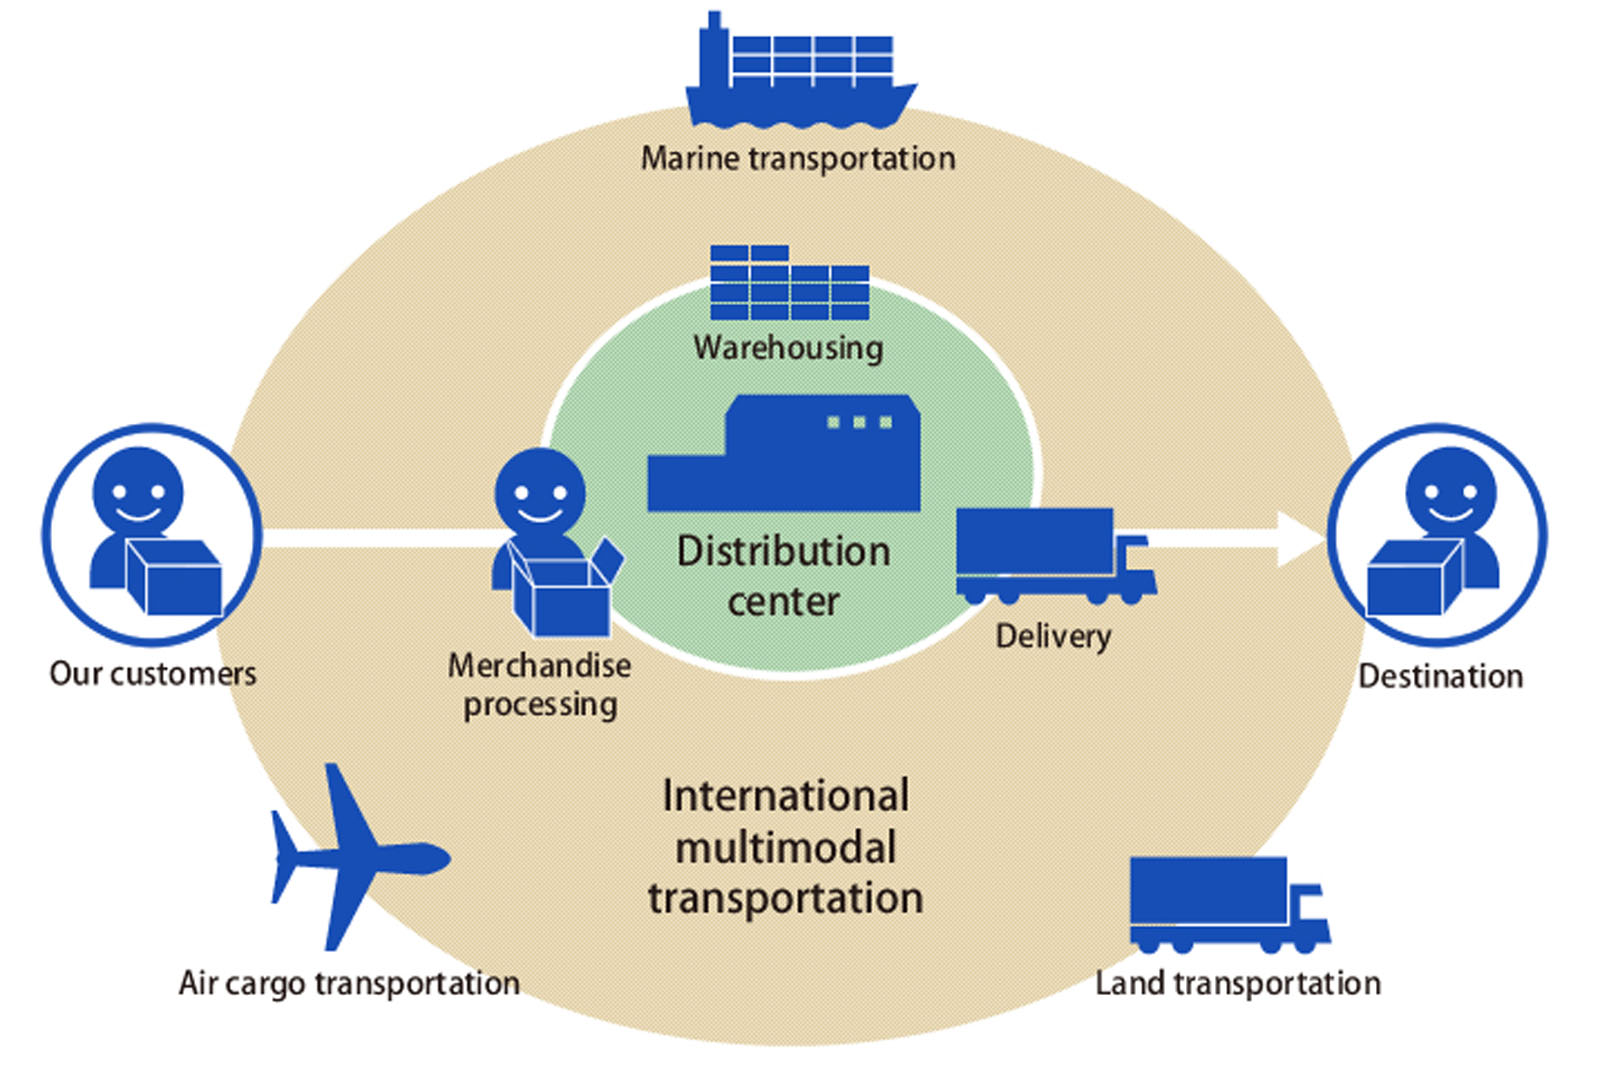 Marine transportation
Warehousing
Distribution
center
Delivery
Our customers
Merchandise
processing
Destination
International
multimodal
transportation
Air cargo transportation
Land transportation